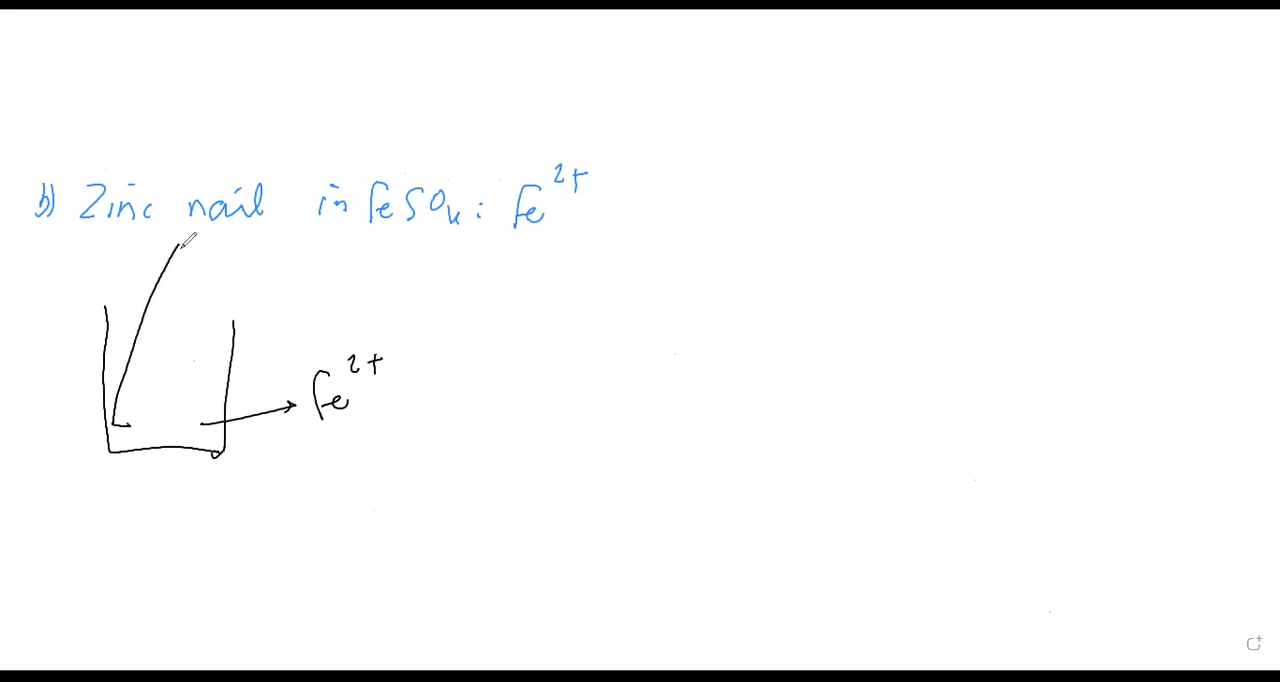 b) Zinc nail in FeSO₄: Fe²⁺
Fe²⁺